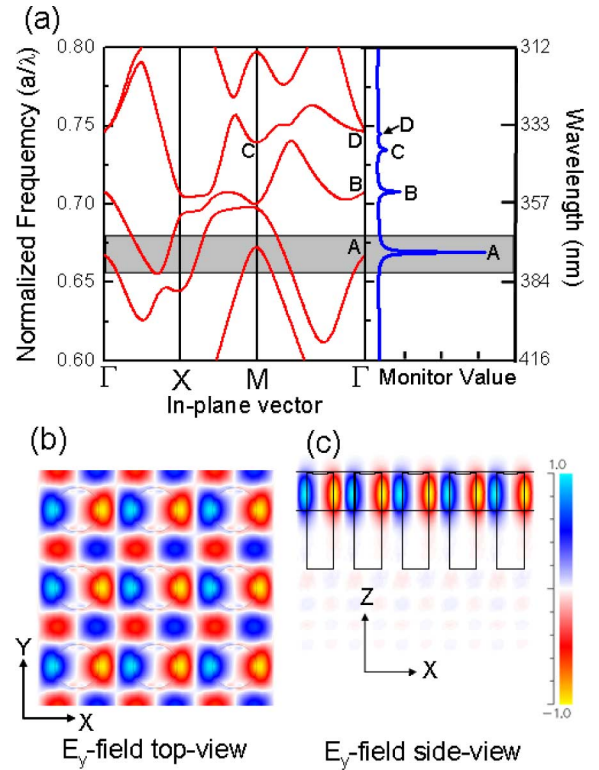 (a)
0.80
0.75
0.70
0.65
0.60
Normalized Frequemcy (a/λ)
C
D
B
A
D
C
B
A
312
333
357
384
416
Wavelength (nm)
Γ X M Γ
In-plane vector
Monitor Value
(b)
(c)
Y
X
Z
X
1.0
-1.0
Ey-field top-view
Ey-field side-view